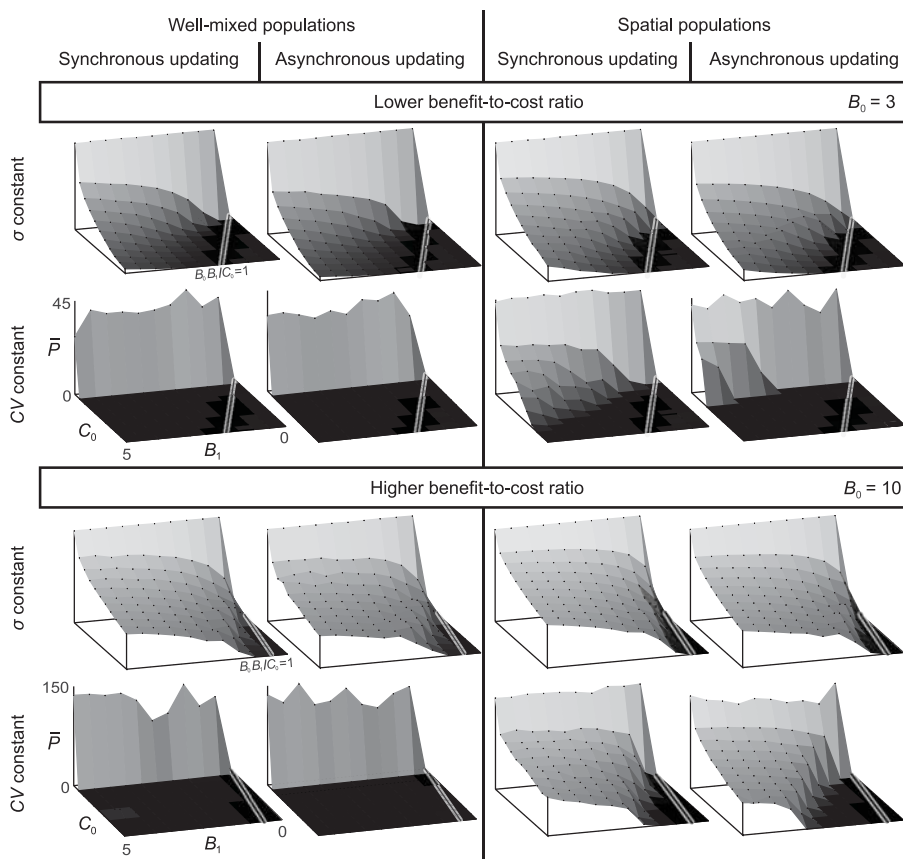 Well-mixed populations
Spatial populations
Synchronous updating
Asynchronous updating
Synchronous updating
Asynchronous updating
Lower benefit-to-cost ratio
B₀ = 3
σ constant
B₀B₁/C₀=1
CV constant
45
P̅
0
C₀
5
B₁
0
Higher benefit-to-cost ratio
B₀ = 10
σ constant
B₀B₁/C₀=1
CV constant
150
P̅
0
C₀
5
B₁
0